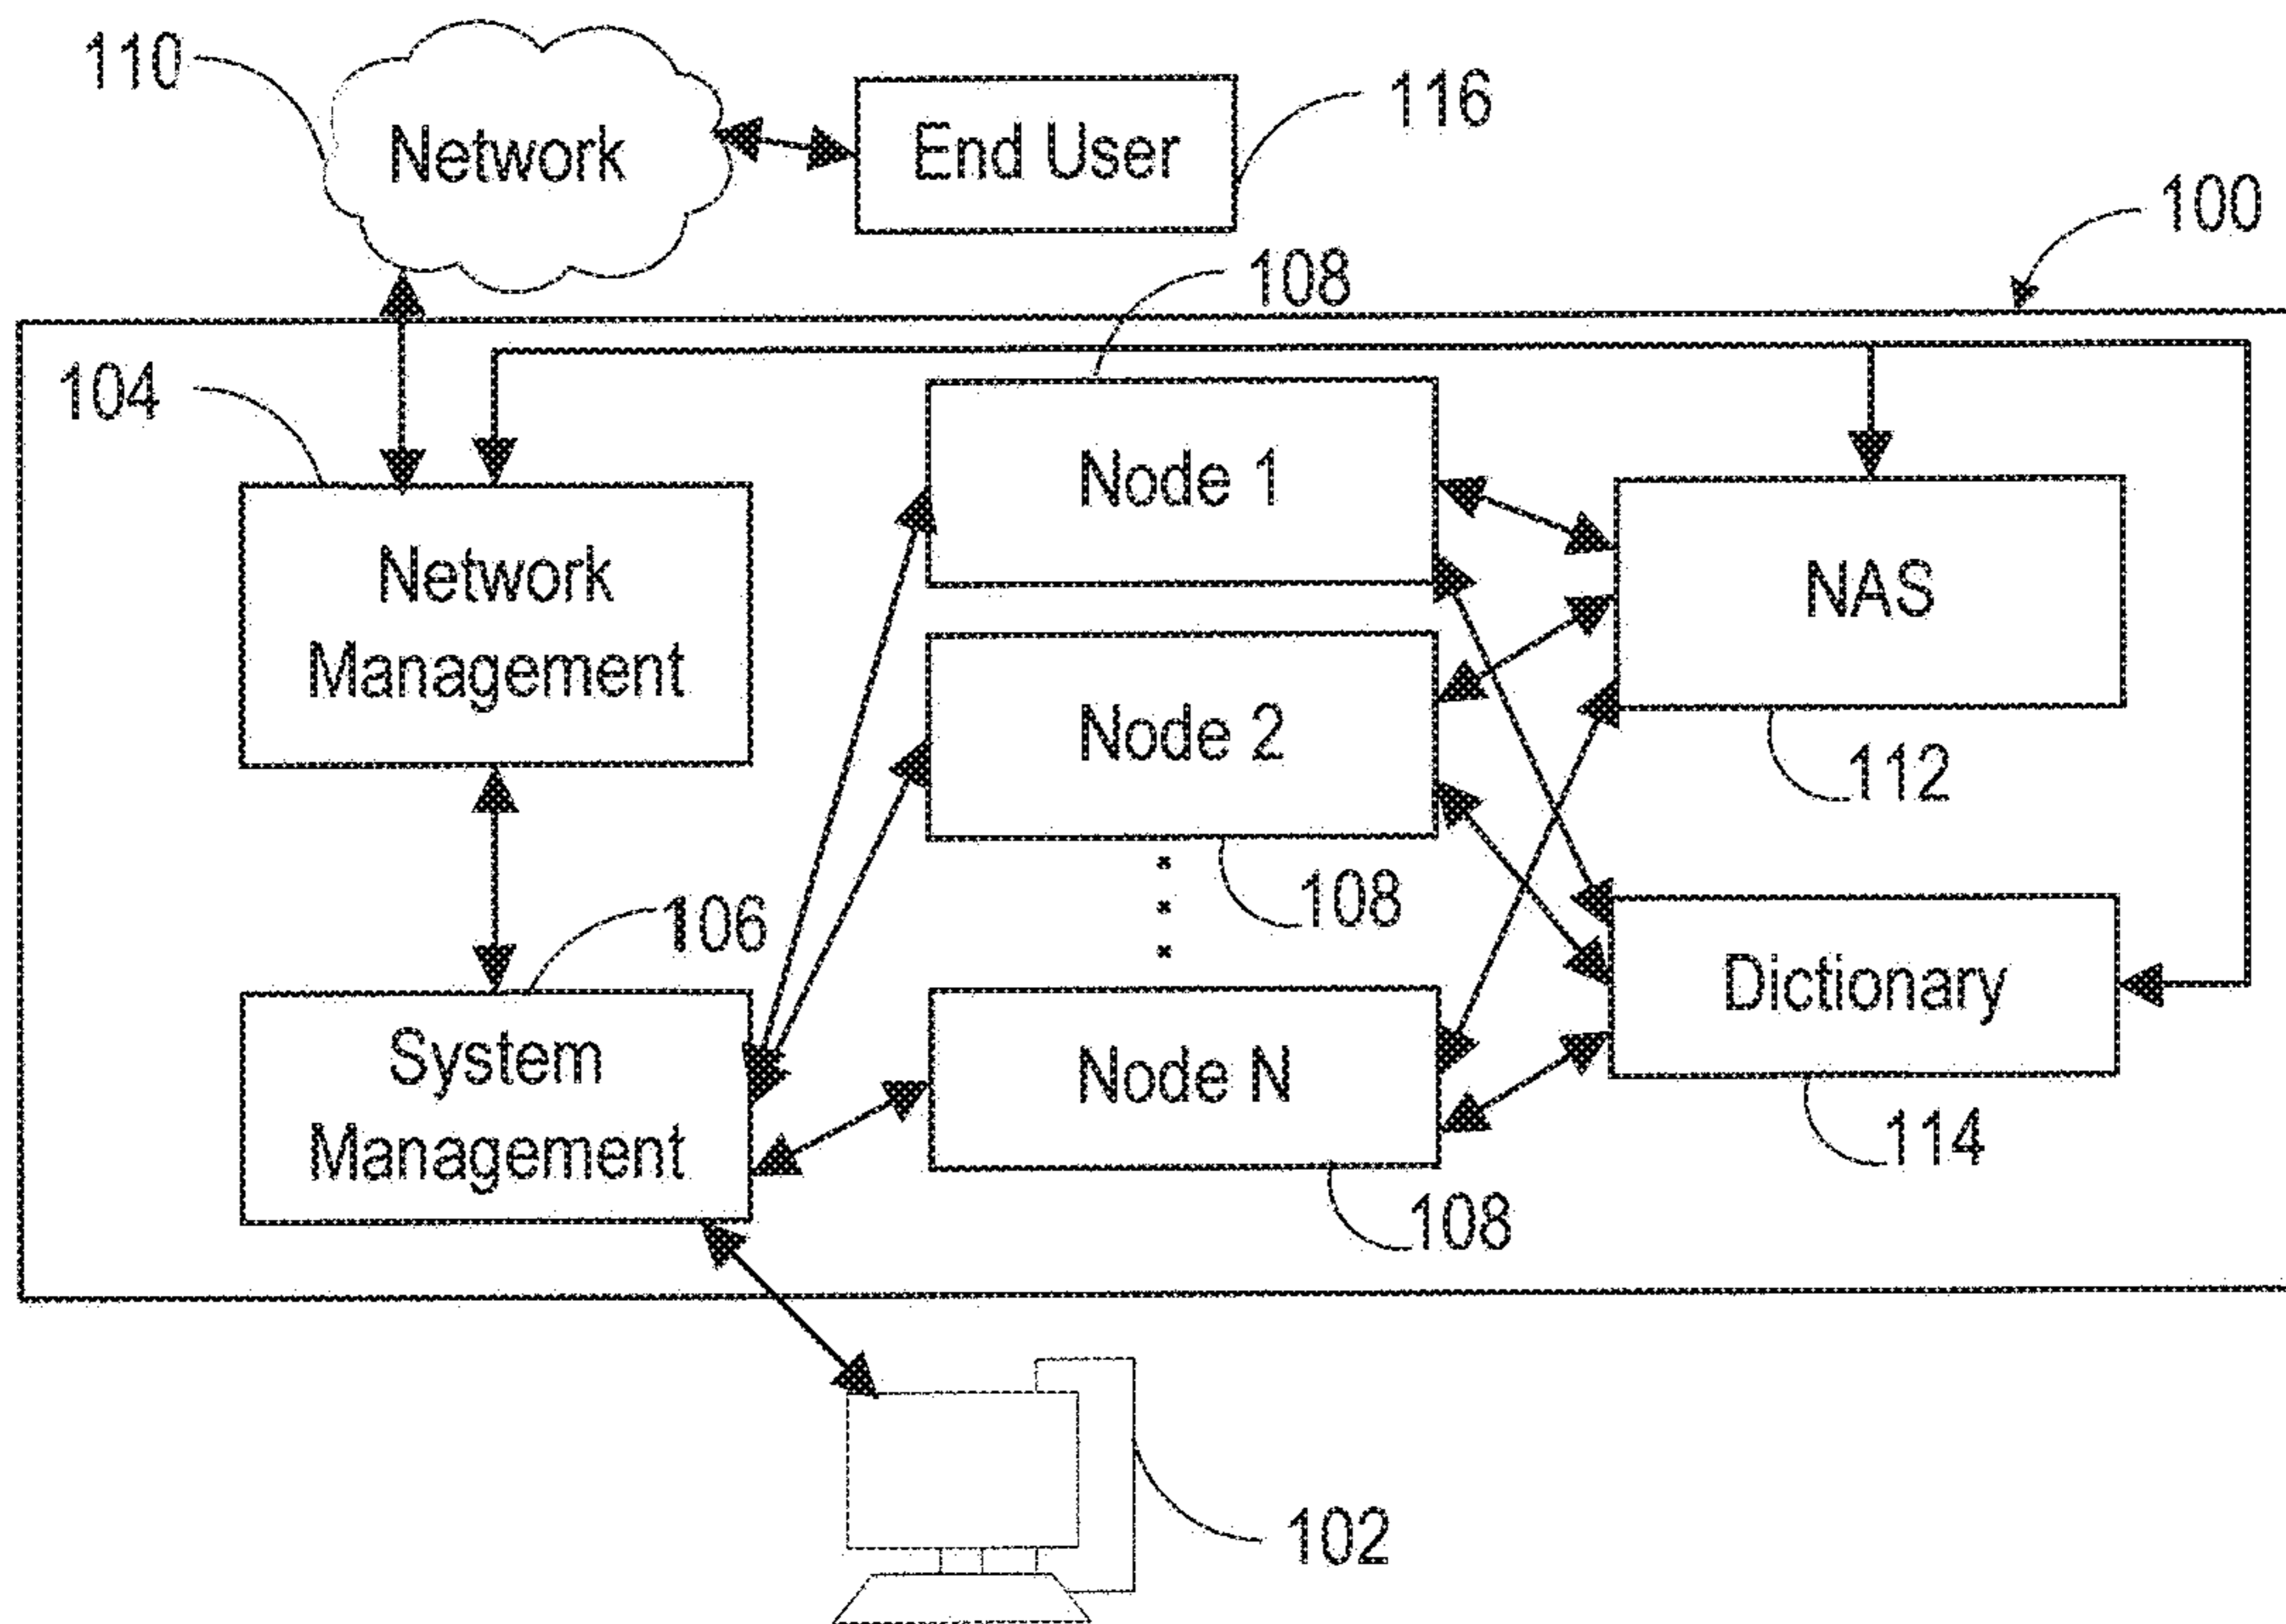 110
Network
End User
116
100
108
104
Network
Management
Node 1
NAS
112
Node 2
108
106
System
Management
Dictionary
114
Node N
108
102